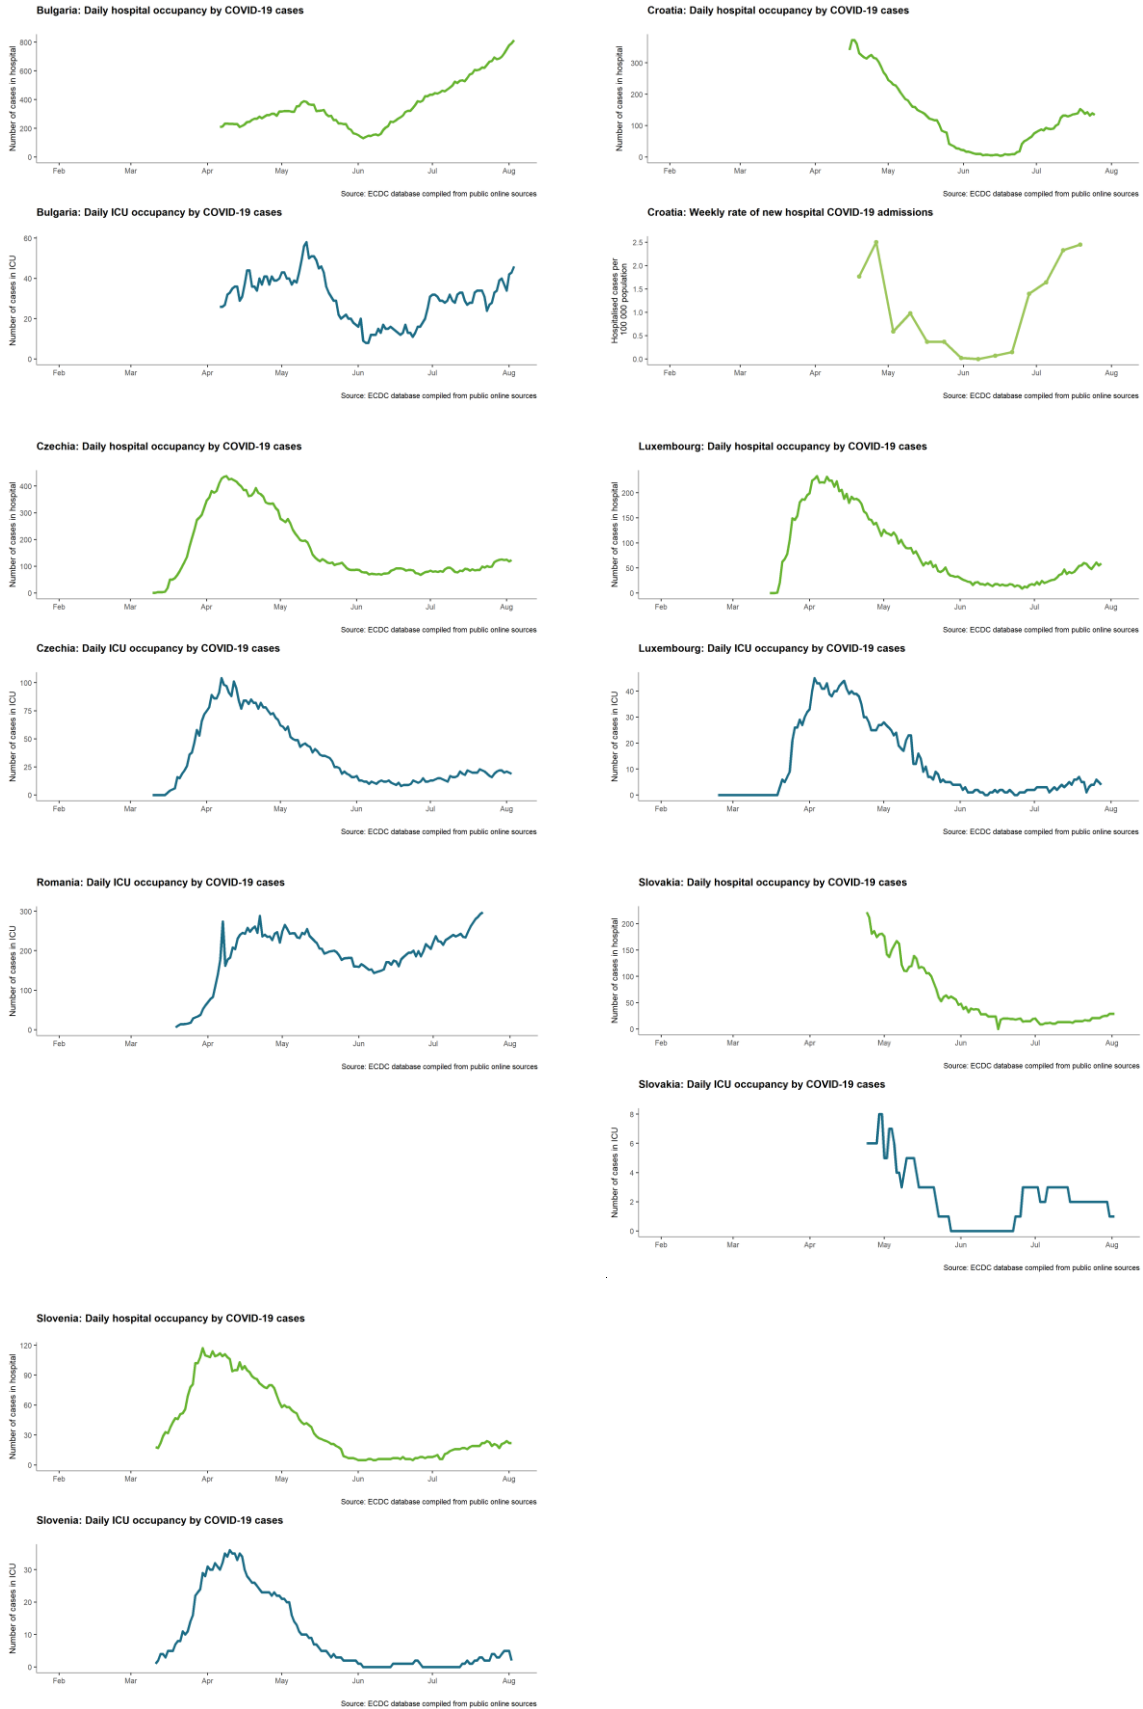 Bulgaria: Daily hospital occupancy by COVID-19 cases
Number of cases in hospital
800
600
400
200
0
Feb Mar Apr May Jun Jul Aug
Source: ECDC database compiled from public online sources
Bulgaria: Daily ICU occupancy by COVID-19 cases
Number of cases in ICU
60
40
20
0
Feb Mar Apr May Jun Jul Aug
Source: ECDC database compiled from public online sources
Croatia: Daily hospital occupancy by COVID-19 cases
Number of cases in hospital
300
200
100
0
Feb Mar Apr May Jun Jul Aug
Source: ECDC database compiled from public online sources
Croatia: Weekly rate of new hospital COVID-19 admissions
Hospitalised cases per
100 000 population
2.5
2.0
1.5
1.0
0.5
0.0
Feb Mar Apr May Jun Jul Aug
Source: ECDC database compiled from public online sources
Czechia: Daily hospital occupancy by COVID-19 cases
Number of cases in hospital
400
300
200
100
0
Feb Mar Apr May Jun Jul Aug
Source: ECDC database compiled from public online sources
Czechia: Daily ICU occupancy by COVID-19 cases
Number of cases in ICU
100
75
50
25
0
Feb Mar Apr May Jun Jul Aug
Source: ECDC database compiled from public online sources
Luxembourg: Daily hospital occupancy by COVID-19 cases
Number of cases in hospital
200
150
100
50
0
Feb Mar Apr May Jun Jul Aug
Source: ECDC database compiled from public online sources
Luxembourg: Daily ICU occupancy by COVID-19 cases
Number of cases in ICU
40
30
20
10
0
Feb Mar Apr May Jun Jul Aug
Source: ECDC database compiled from public online sources
Romania: Daily ICU occupancy by COVID-19 cases
Number of cases in ICU
300
200
100
0
Feb Mar Apr May Jun Jul Aug
Source: ECDC database compiled from public online sources
Slovakia: Daily hospital occupancy by COVID-19 cases
Number of cases in hospital
200
150
100
50
0
Feb Mar Apr May Jun Jul Aug
Source: ECDC database compiled from public online sources
Slovakia: Daily ICU occupancy by COVID-19 cases
Number of cases in ICU
8
6
4
2
0
Feb Mar Apr May Jun Jul Aug
Source: ECDC database compiled from public online sources
Slovenia: Daily hospital occupancy by COVID-19 cases
Number of cases in hospital
120
90
60
30
0
Feb Mar Apr May Jun Jul Aug
Source: ECDC database compiled from public online sources
Slovenia: Daily ICU occupancy by COVID-19 cases
Number of cases in ICU
30
20
10
0
Feb Mar Apr May Jun Jul Aug
Source: ECDC database compiled from public online sources